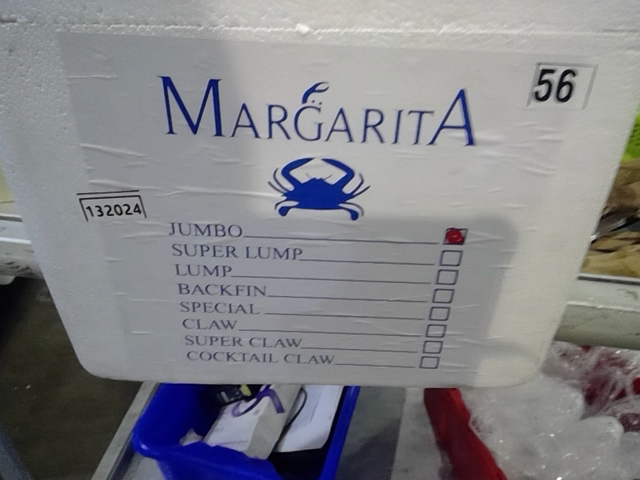 56
MARGARITA
132024
JUMBO
SUPER LUMP
LUMP
BACKFIN
SPECIAL
CLAW
SUPER CLAW
COCKTAIL CLAW